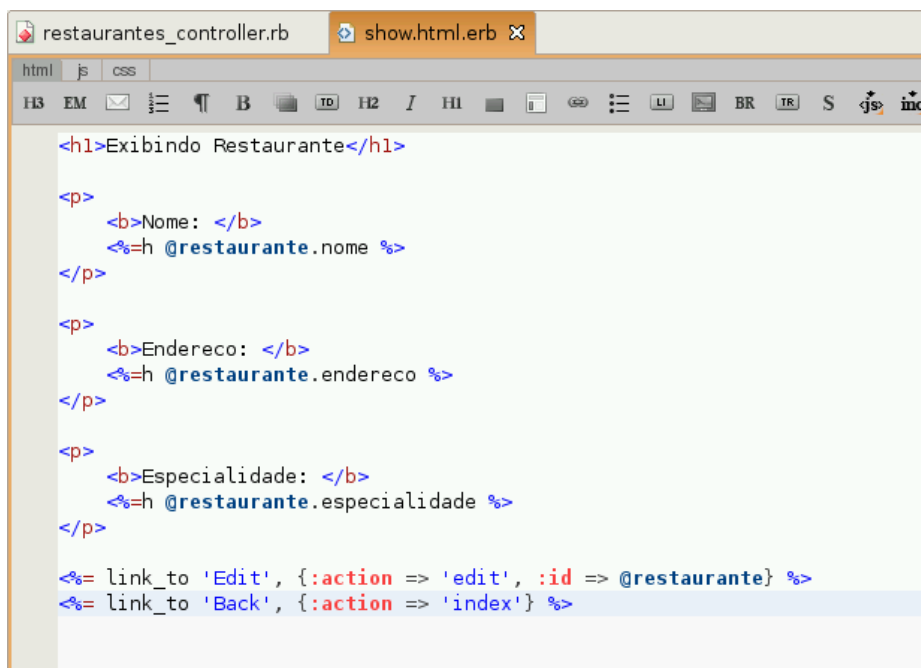 restaurantes_controller.rb show.html.erb
html js css
H3 EM B TD H2 I H1 LI BR TR S js
<h1>Exibindo Restaurante</h1>
<p>
<b>Nome: </b>
<%=h @restaurante.nome %>
</p>
<p>
<b>Endereco: </b>
<%=h @restaurante.endereco %>
</p>
<p>
<b>Especialidade: </b>
<%=h @restaurante.especialidade %>
</p>
<%= link_to 'Edit', {:action => 'edit', :id => @restaurante} %>
<%= link_to 'Back', {:action => 'index'} %>